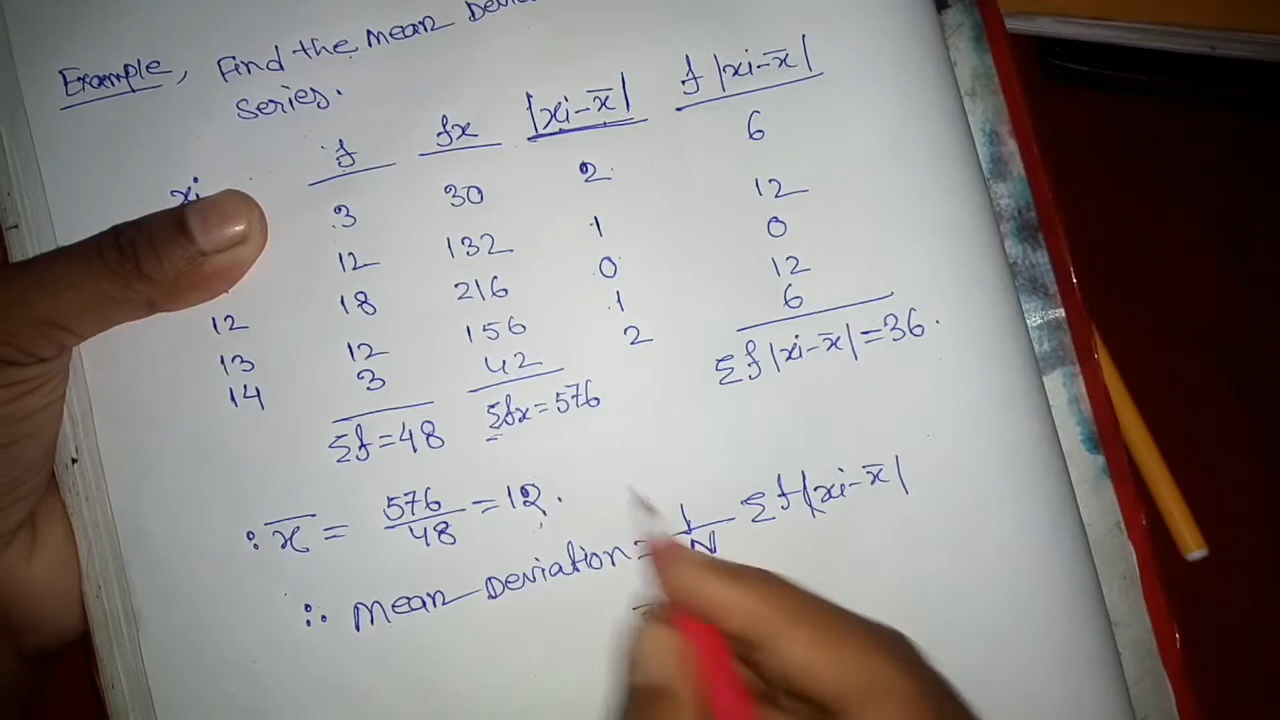 Example, Find the mean
series.
xi f fx |xi-x̄| f |xi-x̄|
3 30 2 6
12 132 1 12
12 18 216 0 0
13 12 156 1 12
14 3 42 2 6
Σf=48 Σfx=576 Σf|xi-x̄|=36.
∴ x̄ = 576/48 = 12.
∴ mean Deviation = 1/N Σf|xi-x̄|
=